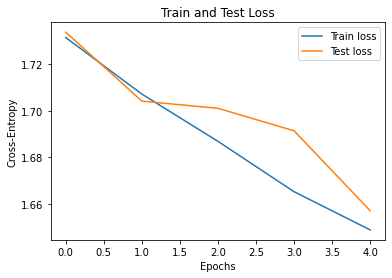 Train and Test Loss
Train loss
Test loss
1.72
1.70
1.68
1.66
Cross-Entropy
0.0 0.5 1.0 1.5 2.0 2.5 3.0 3.5 4.0
Epochs